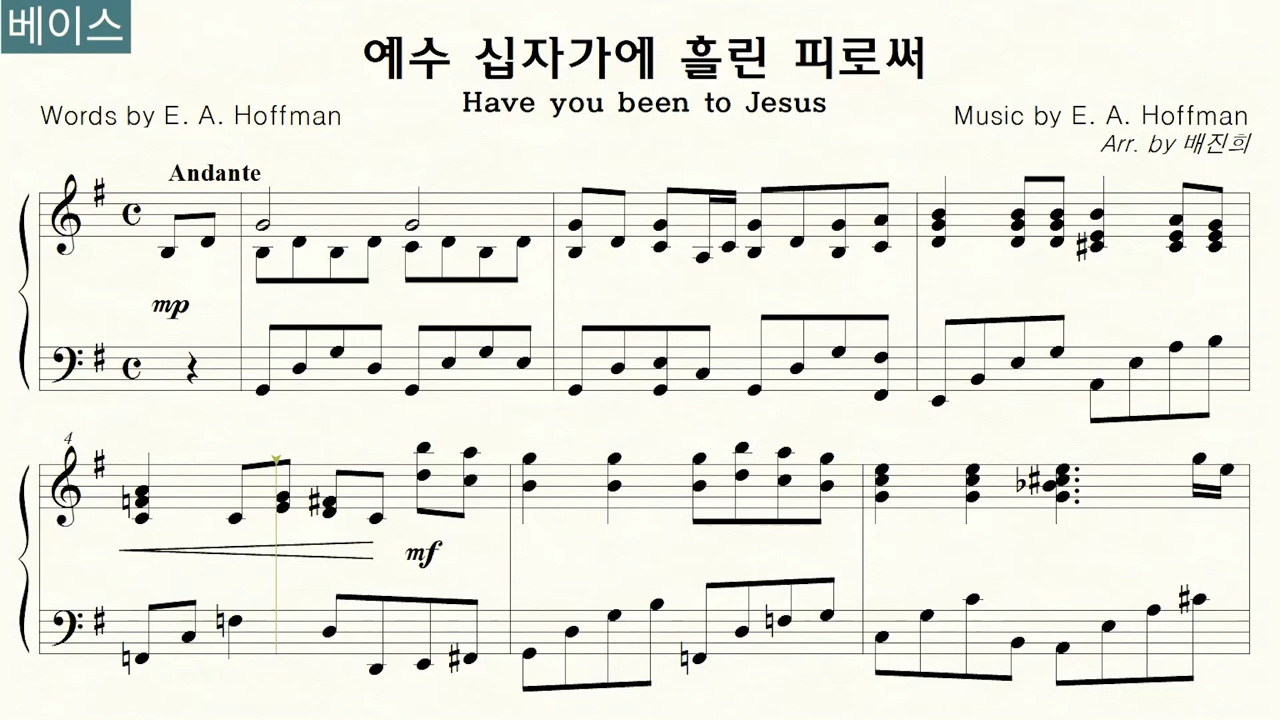 베이스
예수 십자가에 흘린 피로써
Have you been to Jesus
Words by E. A. Hoffman
Music by E. A. Hoffman
Arr. by 배진희
Andante
mp
4
mf